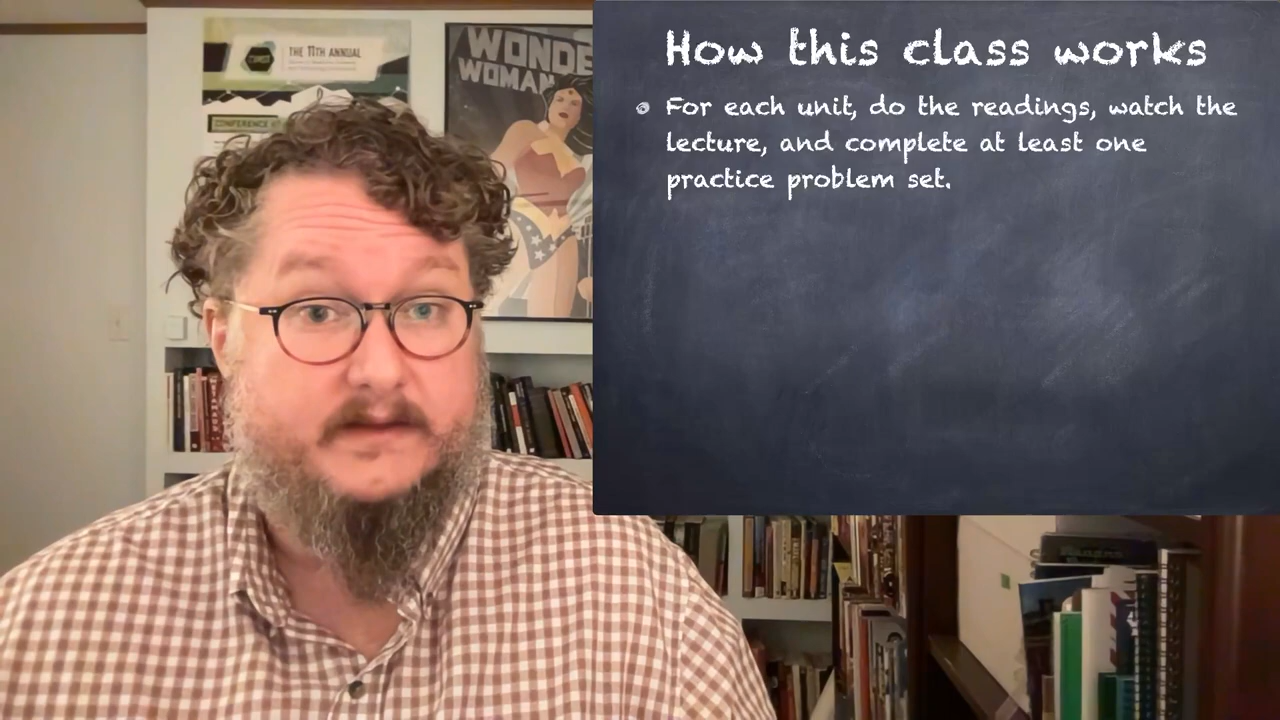 THE 11TH ANNUAL
CONFERENCE
WONDE
WOMAN
How this class works
For each unit, do the readings, watch the
lecture, and complete at least one
practice problem set.